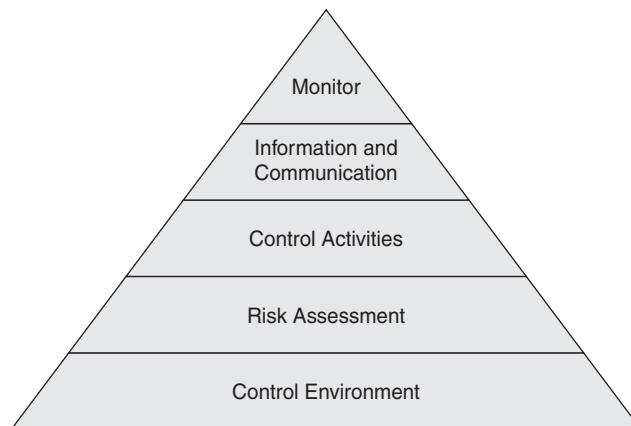 Monitor
Information and
Communication
Control Activities
Risk Assessment
Control Environment